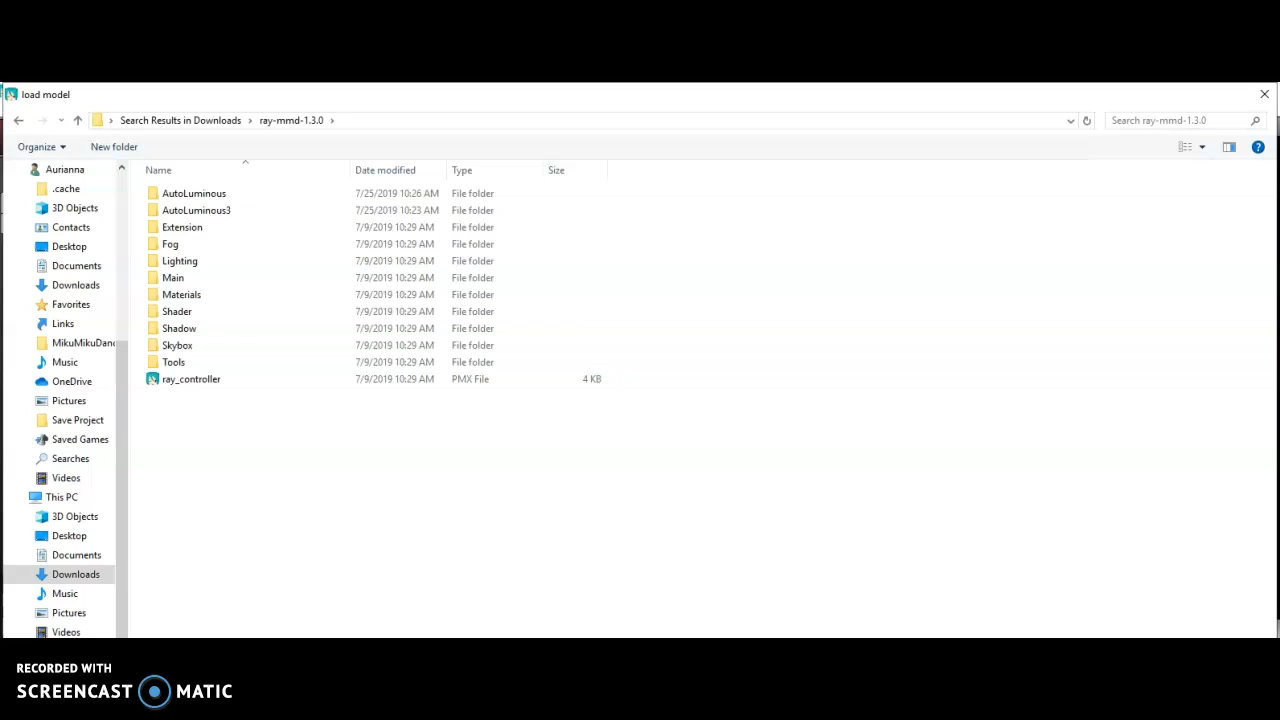 load model
Search Results in Downloads > ray-mmd-1.3.0 >
Search ray-mmd-1.3.0
Organize
New folder
Name Date modified Type Size
Aurianna
.cache
3D Objects
Contacts
Desktop
Documents
Downloads
Favorites
Links
MikuMikuDanc
Music
OneDrive
Pictures
Save Project
Saved Games
Searches
Videos
This PC
3D Objects
Desktop
Documents
Downloads
Music
Pictures
Videos
AutoLuminous 7/25/2019 10:26 AM File folder
AutoLuminous3 7/25/2019 10:23 AM File folder
Extension 7/9/2019 10:29 AM File folder
Fog 7/9/2019 10:29 AM File folder
Lighting 7/9/2019 10:29 AM File folder
Main 7/9/2019 10:29 AM File folder
Materials 7/9/2019 10:29 AM File folder
Shader 7/9/2019 10:29 AM File folder
Shadow 7/9/2019 10:29 AM File folder
Skybox 7/9/2019 10:29 AM File folder
Tools 7/9/2019 10:29 AM File folder
ray_controller 7/9/2019 10:29 AM PMX File 4 KB
RECORDED WITH
SCREENCAST MATIC